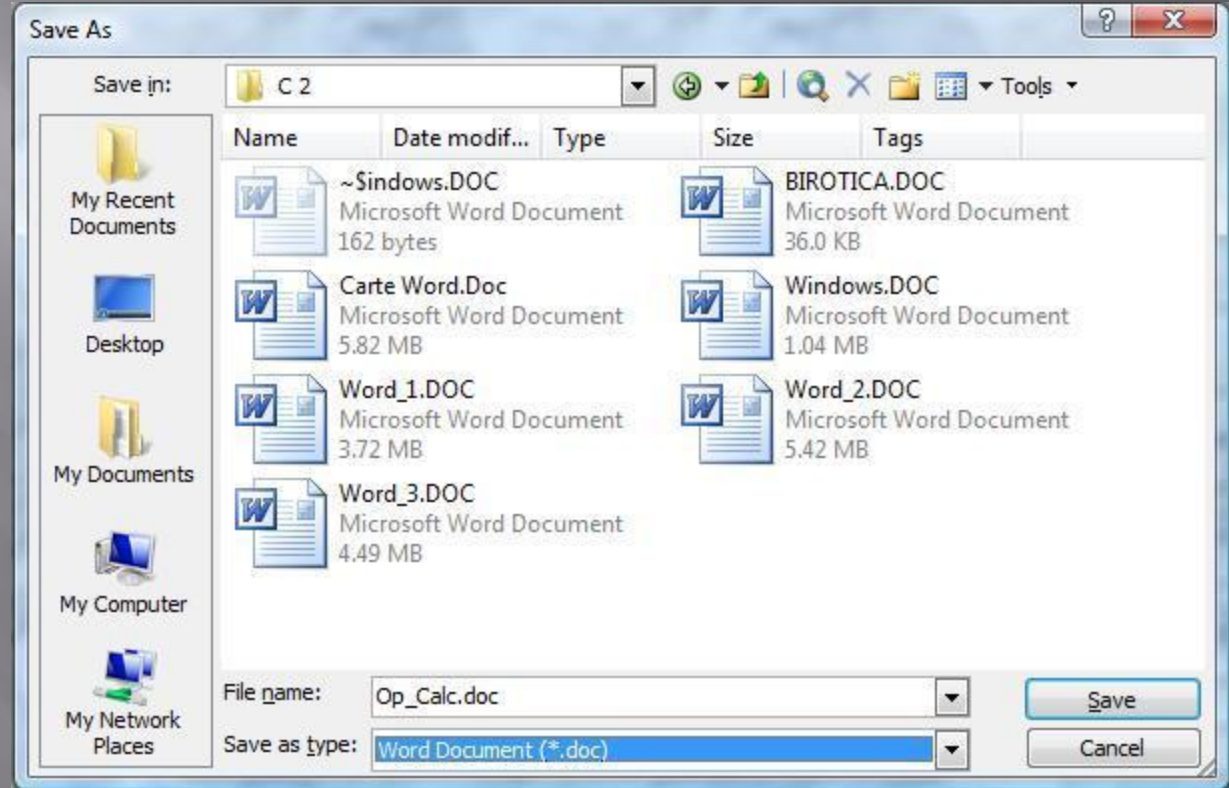 Save As
Save in:
C 2
Tools
My Recent
Documents
Desktop
My Documents
My Computer
My Network
Places
Name Date modif... Type Size Tags
~$indows.DOC
Microsoft Word Document
162 bytes
BIROTICA.DOC
Microsoft Word Document
36.0 KB
Carte Word.Doc
Microsoft Word Document
5.82 MB
Windows.DOC
Microsoft Word Document
1.04 MB
Word_1.DOC
Microsoft Word Document
3.72 MB
Word_2.DOC
Microsoft Word Document
5.42 MB
Word_3.DOC
Microsoft Word Document
4.49 MB
File name: Op_Calc.doc
Save
Save as type: Word Document (*.doc)
Cancel